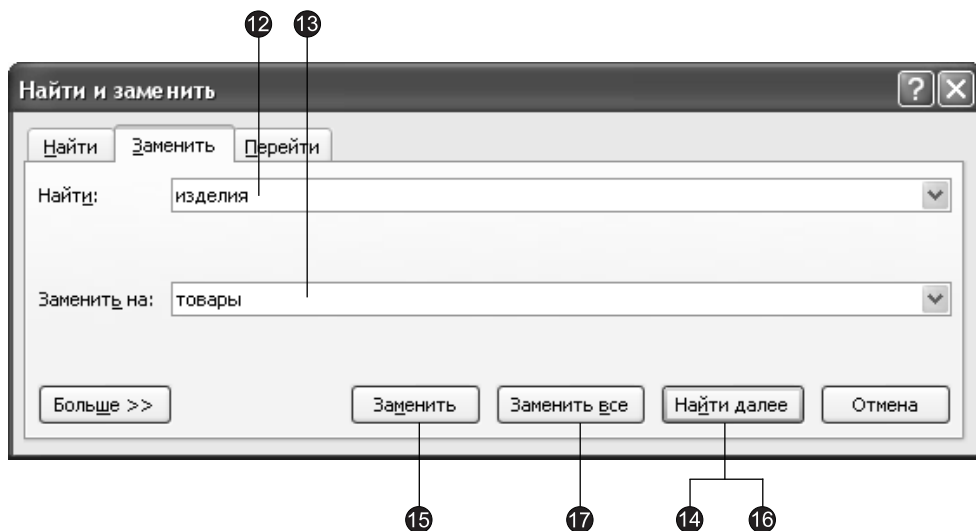 12 13
Найти и заменить
Найти Заменить Перейти
Найти: изделия
Заменить на: товары
Больше >> Заменить Заменить все Найти далее Отмена
15 17 14 16